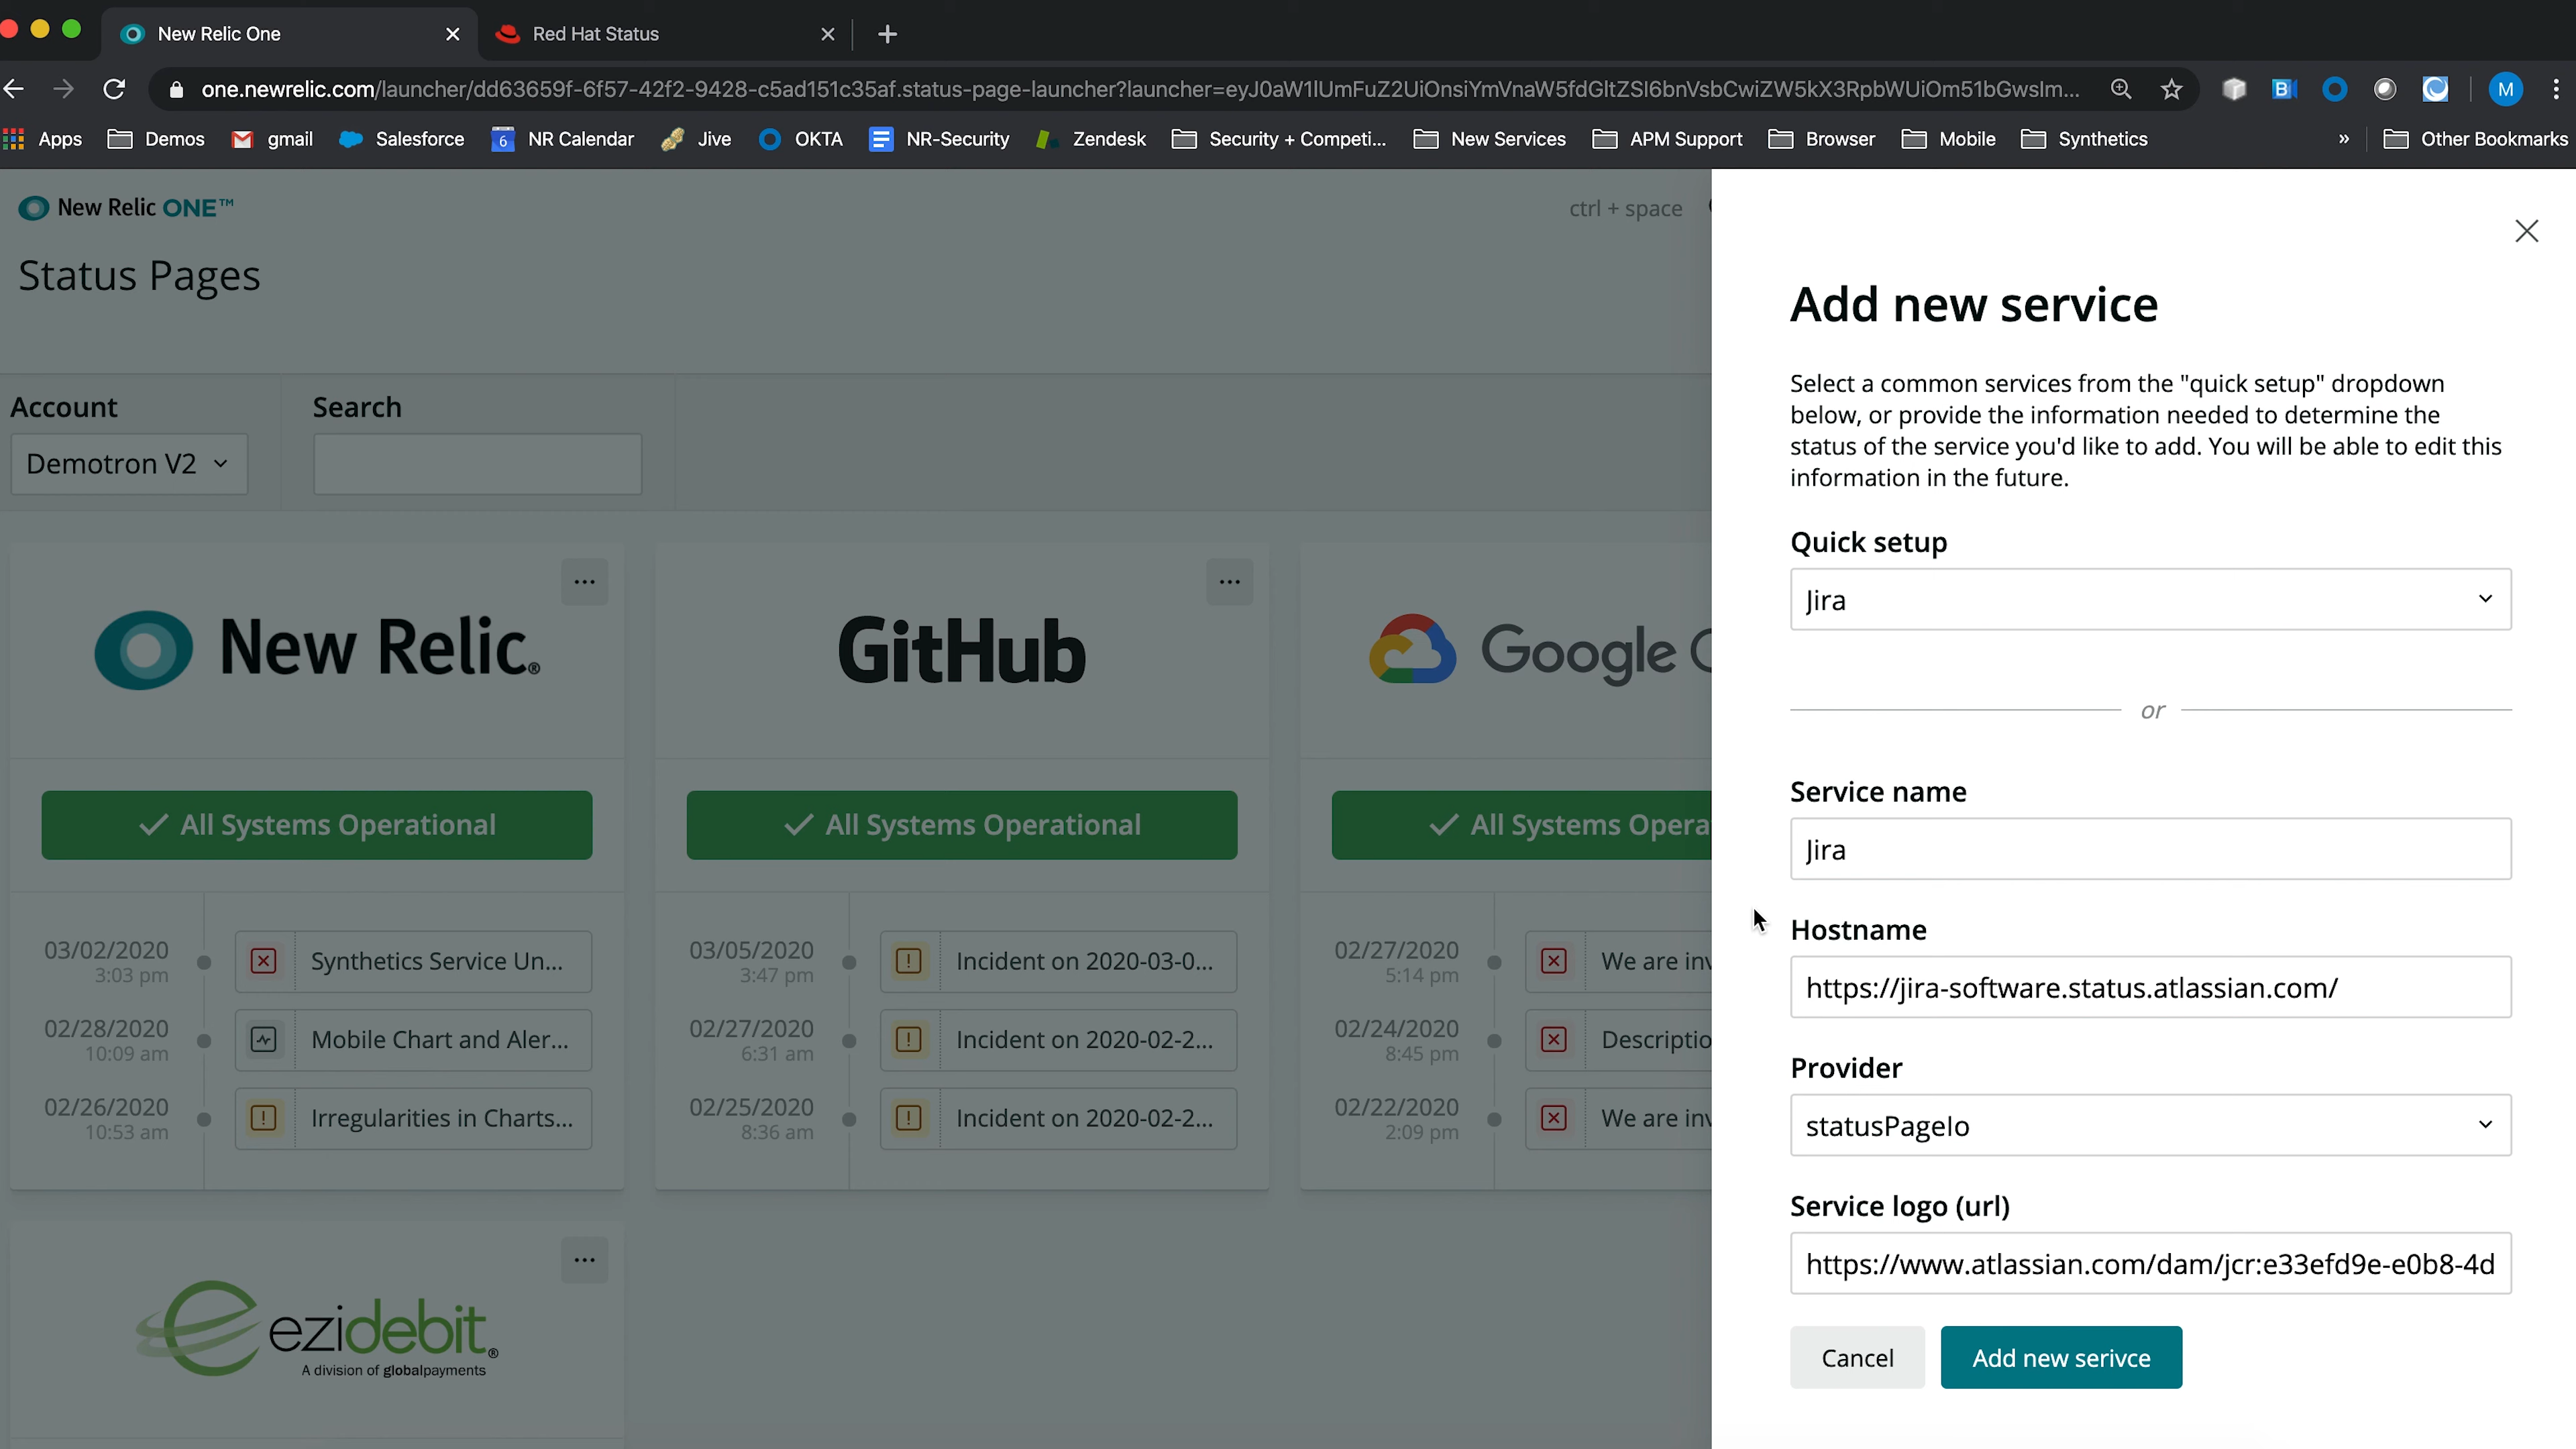 New Relic One
Red Hat Status
one.newrelic.com/launcher/dd63659f-6f57-42f2-9428-c5ad151c35af.status-page-launcher?launcher=eyJ0aW1lUmFuZ2UiOnsiYmVnaW5fdGltZSI6bnVsbCwiZW5kX3RpbWUiOm51bGwsIm...
M
Apps
Demos
gmail
Salesforce
6
NR Calendar
Jive
OKTA
NR-Security
Zendesk
Security + Competi...
New Services
APM Support
Browser
Mobile
Synthetics
»
Other Bookmarks
New Relic ONE™
ctrl + space
Status Pages
Account
Search
Demotron V2
New Relic®
All Systems Operational
03/02/2020
3:03 pm
Synthetics Service Un...
02/28/2020
10:09 am
Mobile Chart and Aler...
02/26/2020
10:53 am
Irregularities in Charts...
GitHub
All Systems Operational
03/05/2020
3:47 pm
Incident on 2020-03-0...
02/27/2020
6:31 am
Incident on 2020-02-2...
02/25/2020
8:36 am
Incident on 2020-02-2...
Google C
All Systems Opera
02/27/2020
5:14 pm
We are inv
02/24/2020
8:45 pm
Descriptio
02/22/2020
2:09 pm
We are inv
ezidebit®
A division of globalpayments
Add new service
Select a common services from the "quick setup" dropdown
below, or provide the information needed to determine the
status of the service you'd like to add. You will be able to edit this
information in the future.
Quick setup
Jira
or
Service name
Jira
Hostname
https://jira-software.status.atlassian.com/
Provider
statusPageIo
Service logo (url)
https://www.atlassian.com/dam/jcr:e33efd9e-e0b8-4d
Cancel
Add new serivce